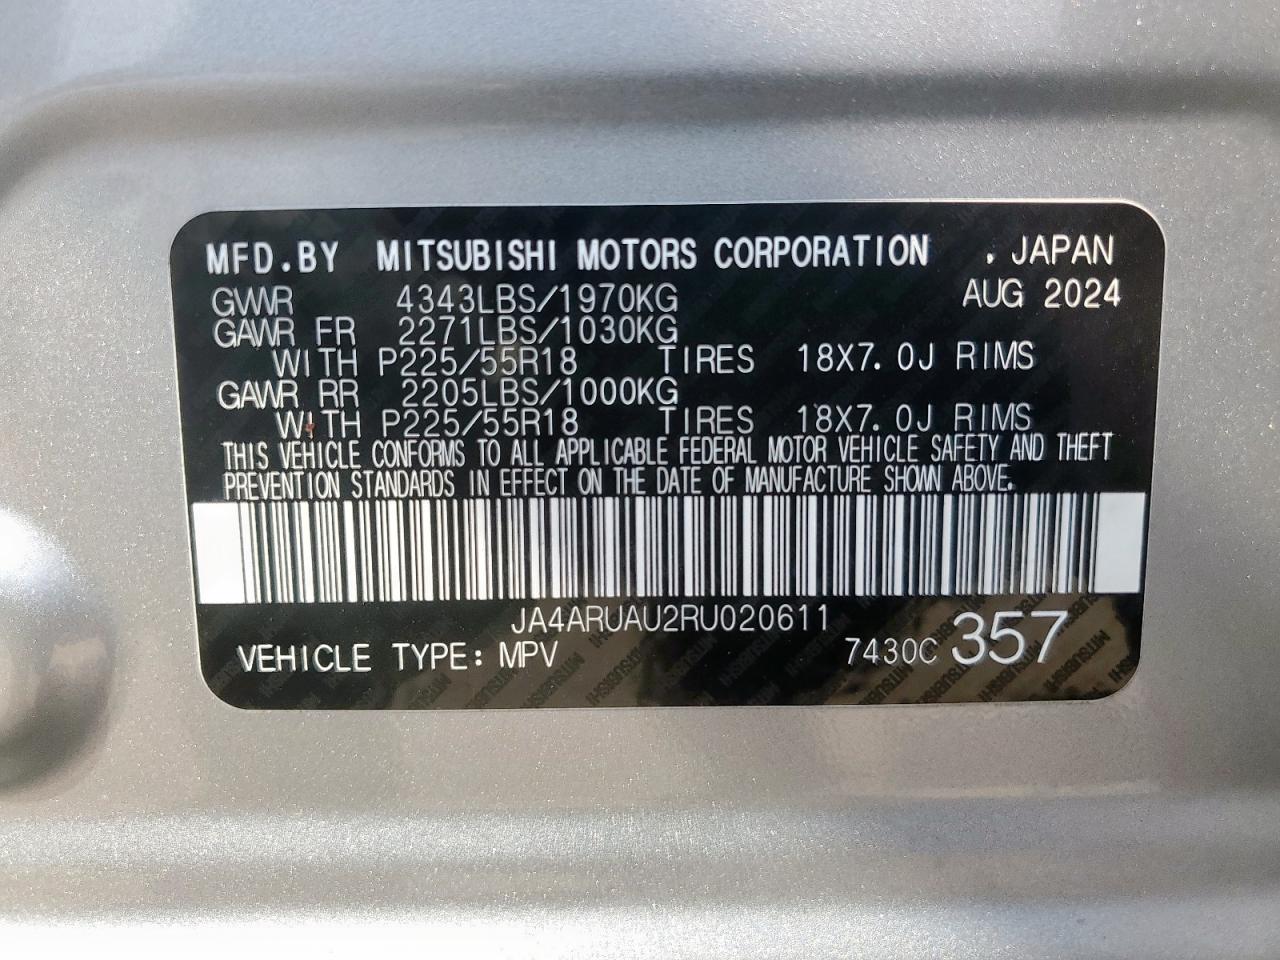 MFD.BY MITSUBISHI MOTORS CORPORATION . JAPAN
GVWR 4343LBS/1970KG AUG 2024
GAWR FR 2271LBS/1030KG
WITH P225/55R18 TIRES 18X7.0J RIMS
GAWR RR 2205LBS/1000KG
WITH P225/55R18 TIRES 18X7.0J RIMS
THIS VEHICLE CONFORMS TO ALL APPLICABLE FEDERAL MOTOR VEHICLE SAFETY AND THEFT
PREVENTION STANDARDS IN EFFECT ON THE DATE OF MANUFACTURE SHOWN ABOVE.
JA4ARUAU2RU020611
VEHICLE TYPE: MPV 7430C 357